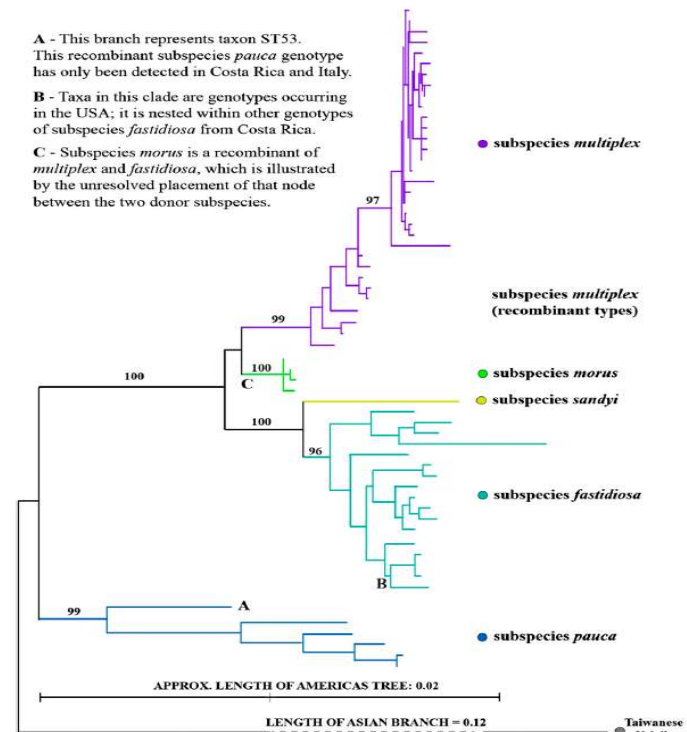 A - This branch represents taxon ST53.
This recombinant subspecies pauca genotype
has only been detected in Costa Rica and Italy.
B - Taxa in this clade are genotypes occurring
in the USA; it is nested within other genotypes
of subspecies fastidiosa from Costa Rica.
C - Subspecies morus is a recombinant of
multiplex and fastidiosa, which is illustrated
by the unresolved placement of that node
between the two donor subspecies.
subspecies multiplex
97
subspecies multiplex
(recombinant types)
99
100
100
C
subspecies morus
subspecies sandyi
100
96
subspecies fastidiosa
B
99
A
subspecies pauca
APPROX. LENGTH OF AMERICAS TREE: 0.02
LENGTH OF ASIAN BRANCH = 0.12
Taiwanese